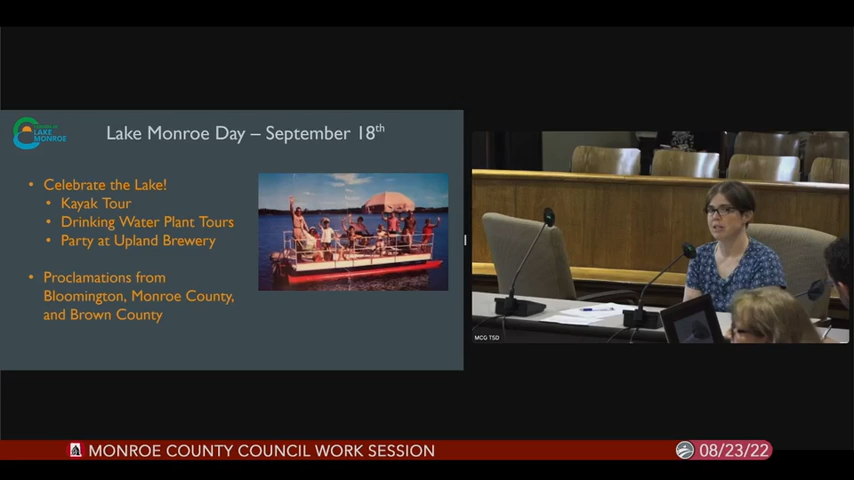 LAKE
MONROE
Lake Monroe Day – September 18th
• Celebrate the Lake!
• Kayak Tour
• Drinking Water Plant Tours
• Party at Upland Brewery
• Proclamations from
Bloomington, Monroe County,
and Brown County
MCG TSD
MONROE COUNTY COUNCIL WORK SESSION
08/23/22